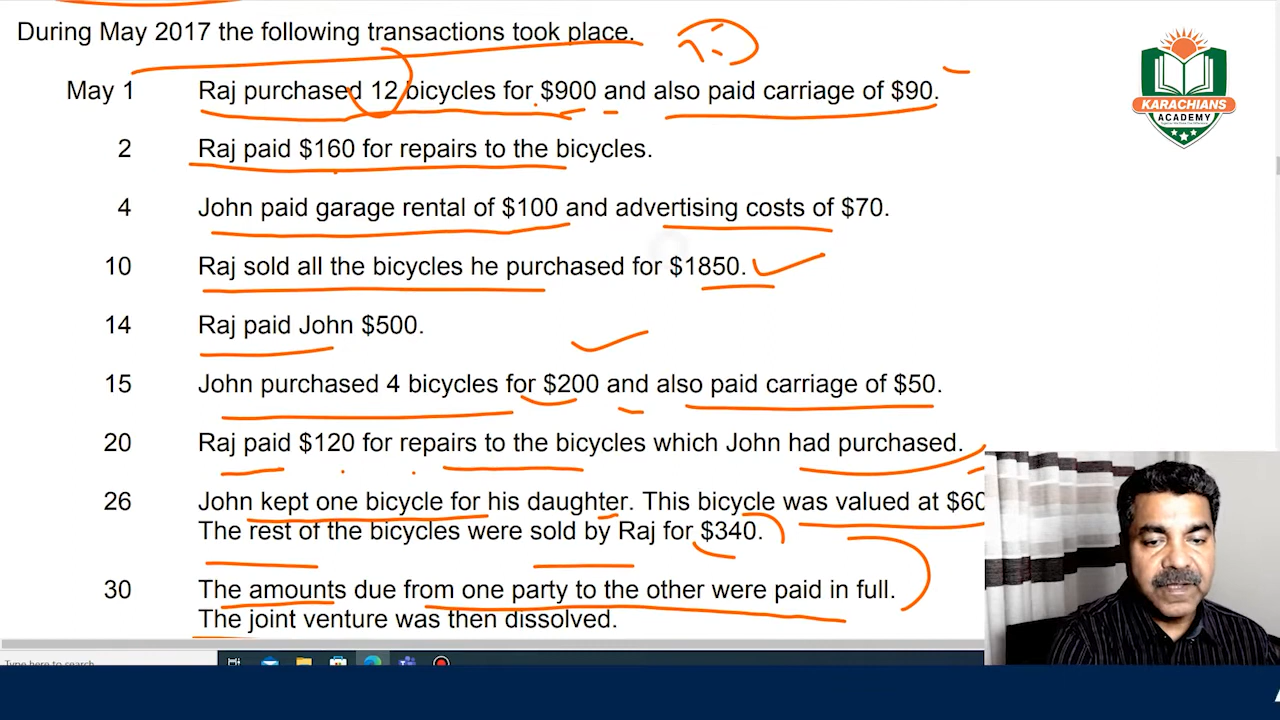 During May 2017 the following transactions took place.
May 1 Raj purchased 12 bicycles for $900 and also paid carriage of $90.
2 Raj paid $160 for repairs to the bicycles.
4 John paid garage rental of $100 and advertising costs of $70.
10 Raj sold all the bicycles he purchased for $1850.
14 Raj paid John $500.
15 John purchased 4 bicycles for $200 and also paid carriage of $50.
20 Raj paid $120 for repairs to the bicycles which John had purchased.
26 John kept one bicycle for his daughter. This bicycle was valued at $60
The rest of the bicycles were sold by Raj for $340.
30 The amounts due from one party to the other were paid in full.
The joint venture was then dissolved.
KARACHIANS
ACADEMY
Type here to search